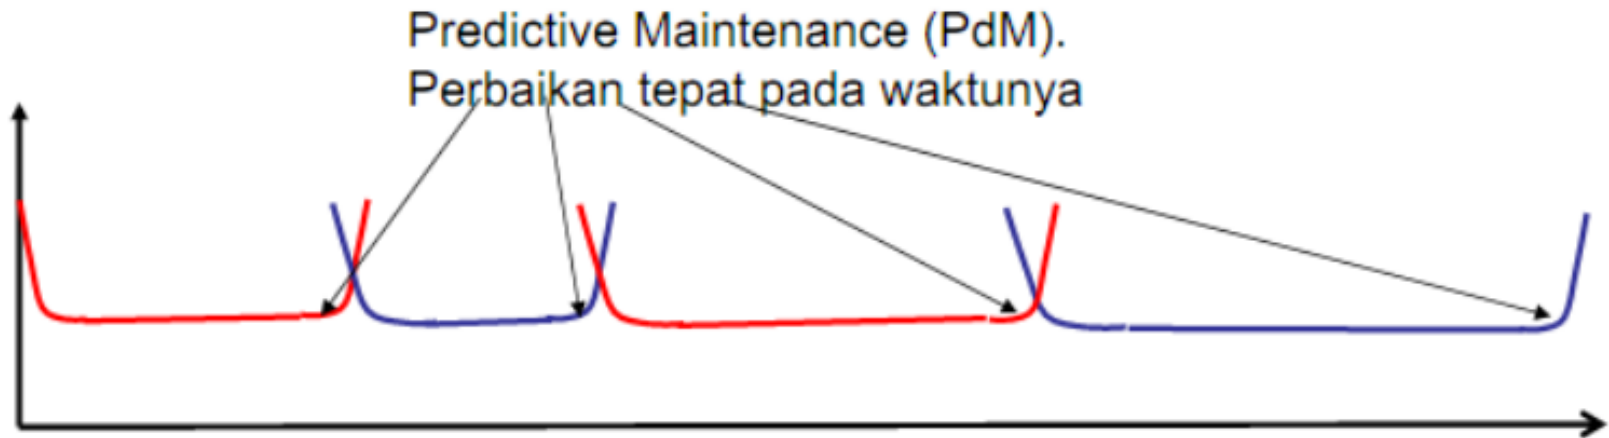 Predictive Maintenance (PdM).
Perbaikan tepat pada waktunya